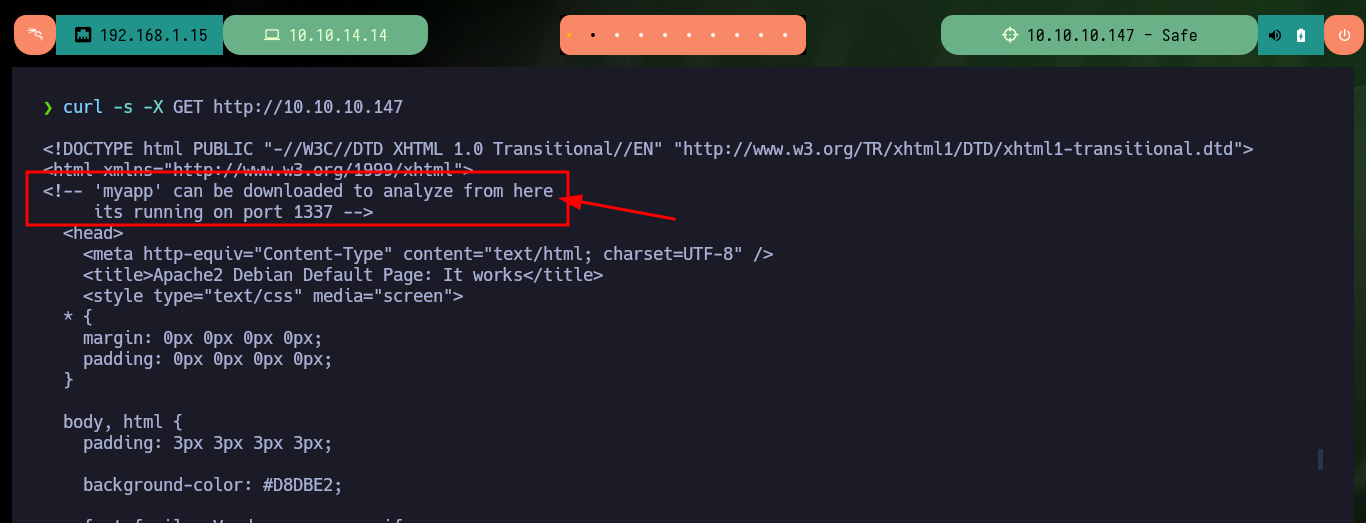 192.168.1.15 10.10.14.14 10.10.10.147 - Safe
❯ curl -s -X GET http://10.10.10.147
<!DOCTYPE html PUBLIC "-//W3C//DTD XHTML 1.0 Transitional//EN" "http://www.w3.org/TR/xhtml1/DTD/xhtml1-transitional.dtd">
<html xmlns="http://www.w3.org/1999/xhtml">
<!-- 'myapp' can be downloaded to analyze from here
its running on port 1337 -->
<head>
<meta http-equiv="Content-Type" content="text/html; charset=UTF-8" />
<title>Apache2 Debian Default Page: It works</title>
<style type="text/css" media="screen">
* {
margin: 0px 0px 0px 0px;
padding: 0px 0px 0px 0px;
}
body, html {
padding: 3px 3px 3px 3px;
background-color: #D8DBE2;